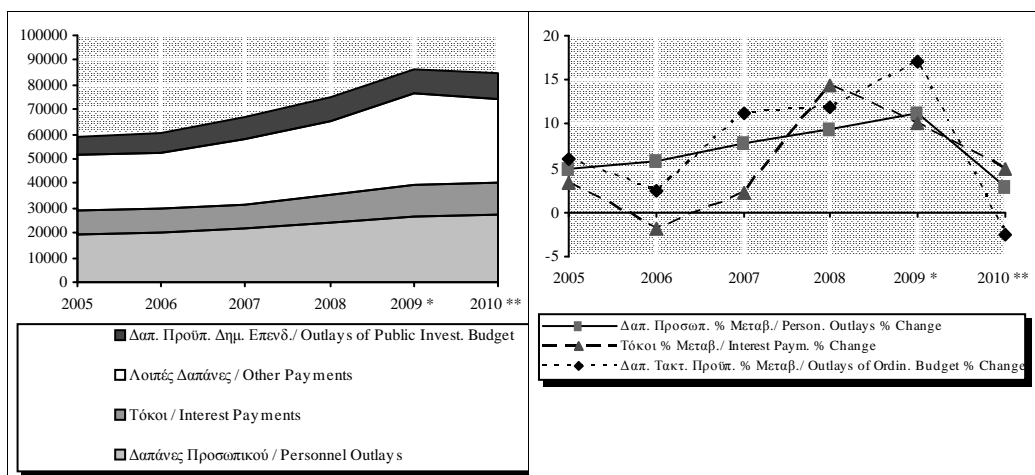 100000
90000
80000
70000
60000
50000
40000
30000
20000
10000
0
2005 2006 2007 2008 2009 * 2010 **
Δαπ. Προϋπ. Δημ. Επενδ./ Outlays of Public Invest. Budget
Λοιπές Δαπάνες / Other Payments
Τόκοι / Interest Payments
Δαπάνες Προσωπικού / Personnel Outlays
20
15
10
5
0
-5
2005 2006 2007 2008 2009 * 2010 **
Δαπ. Προσωπ. % Μεταβ./ Person. Outlays % Change
Τόκοι % Μεταβ./ Interest Paym. % Change
Δαπ. Τακτ. Προϋπ. % Μεταβ./ Outlays of Ordin. Budget % Change